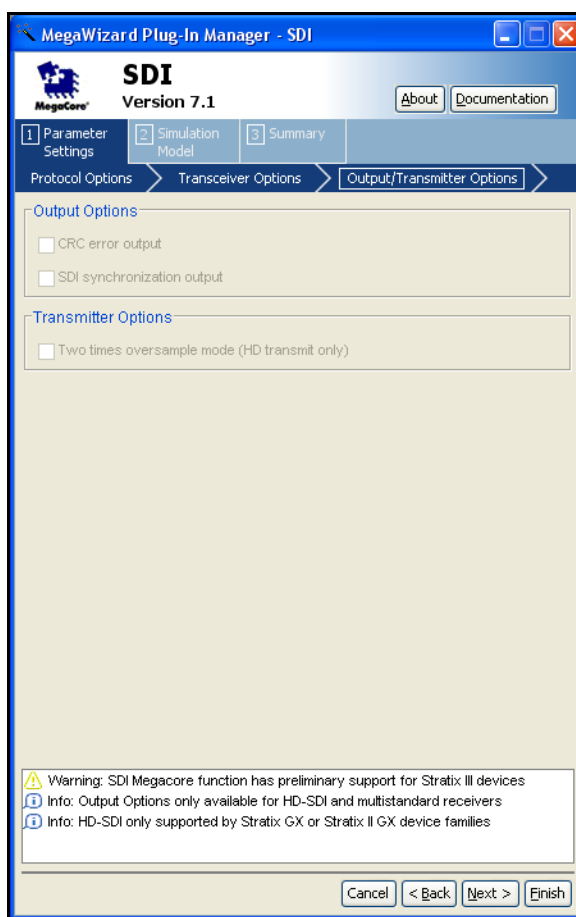 MegaWizard Plug-In Manager - SDI
SDI
Version 7.1
MegaCore®
About
Documentation
1 Parameter Settings
2 Simulation Model
3 Summary
Protocol Options
Transceiver Options
Output/Transmitter Options
Output Options
CRC error output
SDI synchronization output
Transmitter Options
Two times oversample mode (HD transmit only)
Warning: SDI Megacore function has preliminary support for Stratix III devices
Info: Output Options only available for HD-SDI and multistandard receivers
Info: HD-SDI only supported by Stratix GX or Stratix II GX device families
Cancel
< Back
Next >
Finish